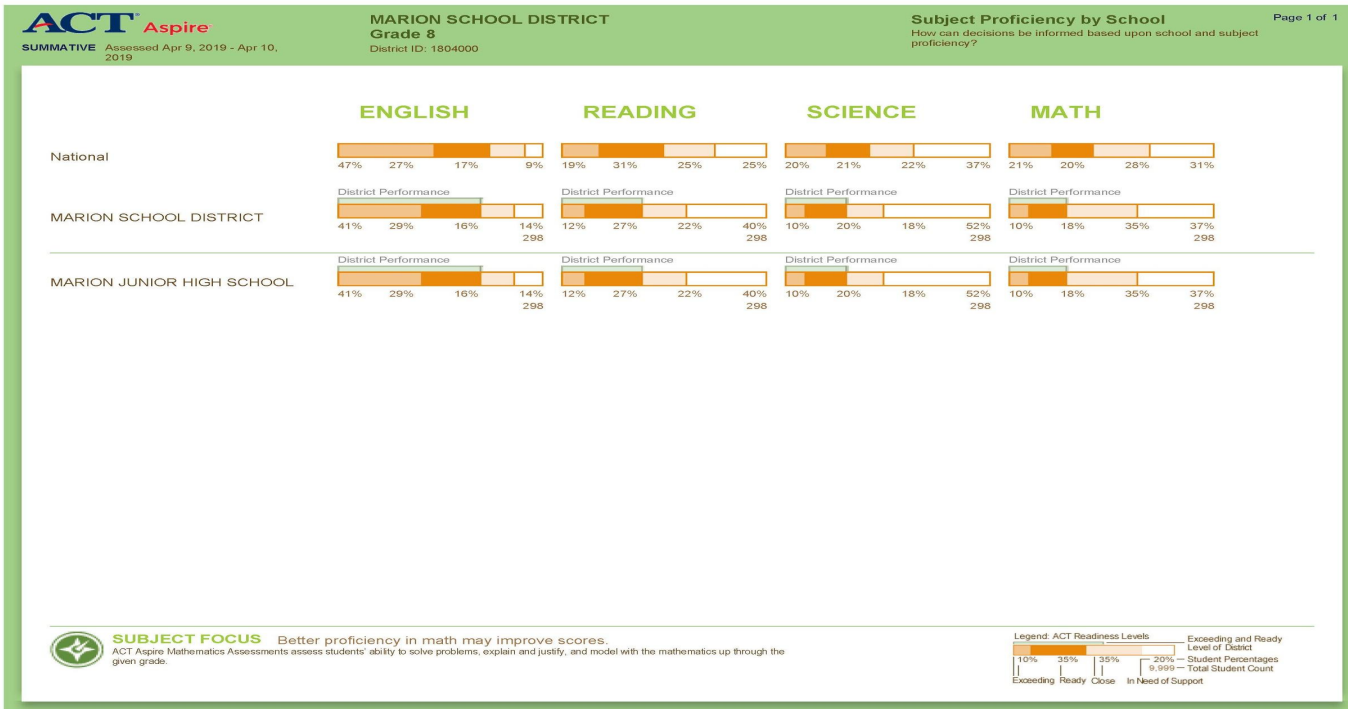 ACT Aspire
SUMMATIVE Assessed Apr 9, 2019 - Apr 10,
2019
MARION SCHOOL DISTRICT
Grade 8
District ID: 1804000
Subject Proficiency by School
How can decisions be informed based upon school and subject
proficiency?
Page 1 of 1
ENGLISH READING SCIENCE MATH
National
47% 27% 17% 9% 19% 31% 25% 25% 20% 21% 22% 37% 21% 20% 28% 31%
District Performance District Performance District Performance District Performance
MARION SCHOOL DISTRICT
41% 29% 16% 14% 12% 27% 22% 40% 10% 20% 18% 52% 10% 18% 35% 37%
298 298 298 298
District Performance District Performance District Performance District Performance
MARION JUNIOR HIGH SCHOOL
41% 29% 16% 14% 12% 27% 22% 40% 10% 20% 18% 52% 10% 18% 35% 37%
298 298 298 298
SUBJECT FOCUS Better proficiency in math may improve scores.
ACT Aspire Mathematics Assessments assess students' ability to solve problems, explain and justify, and model with the mathematics up through the
given grade.
Legend: ACT Readiness Levels
Exceeding and Ready
Level of District
10% 35% 35% 20% Student Percentages
9,999 Total Student Count
Exceeding Ready Close In Need of Support